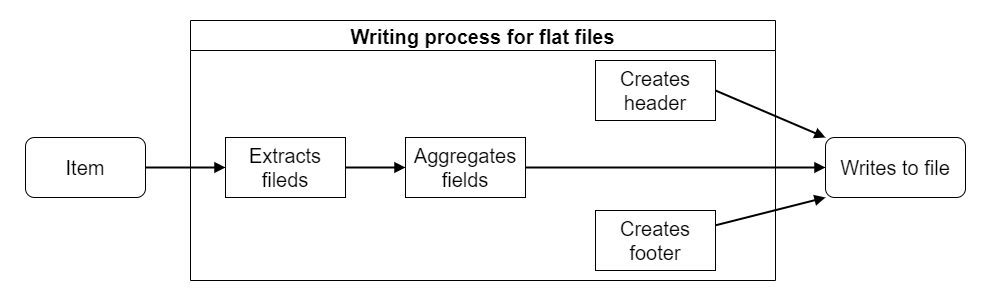 Writing process for flat files
Creates
header
Item
Extracts
fileds
Aggregates
fields
Writes to file
Creates
footer